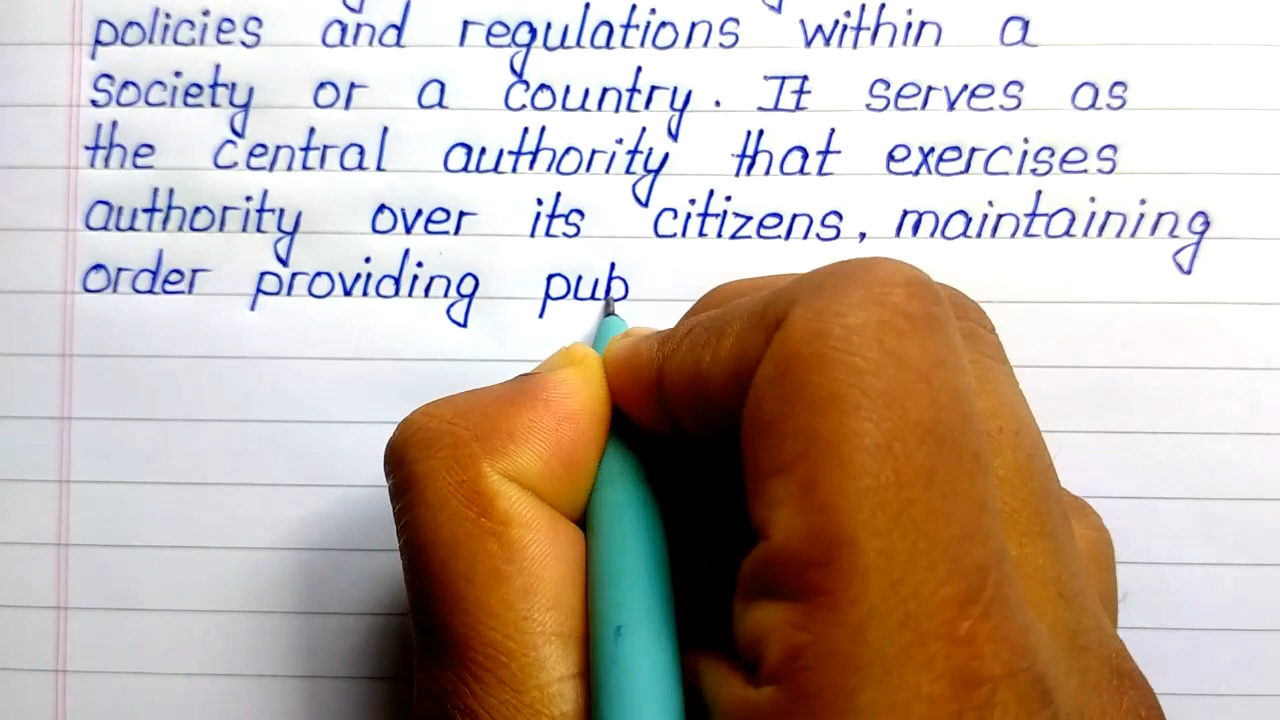 policies and regulations within a
society or a country. It serves as
the central authority that exercises
authority over its citizens, maintaining
order providing pub